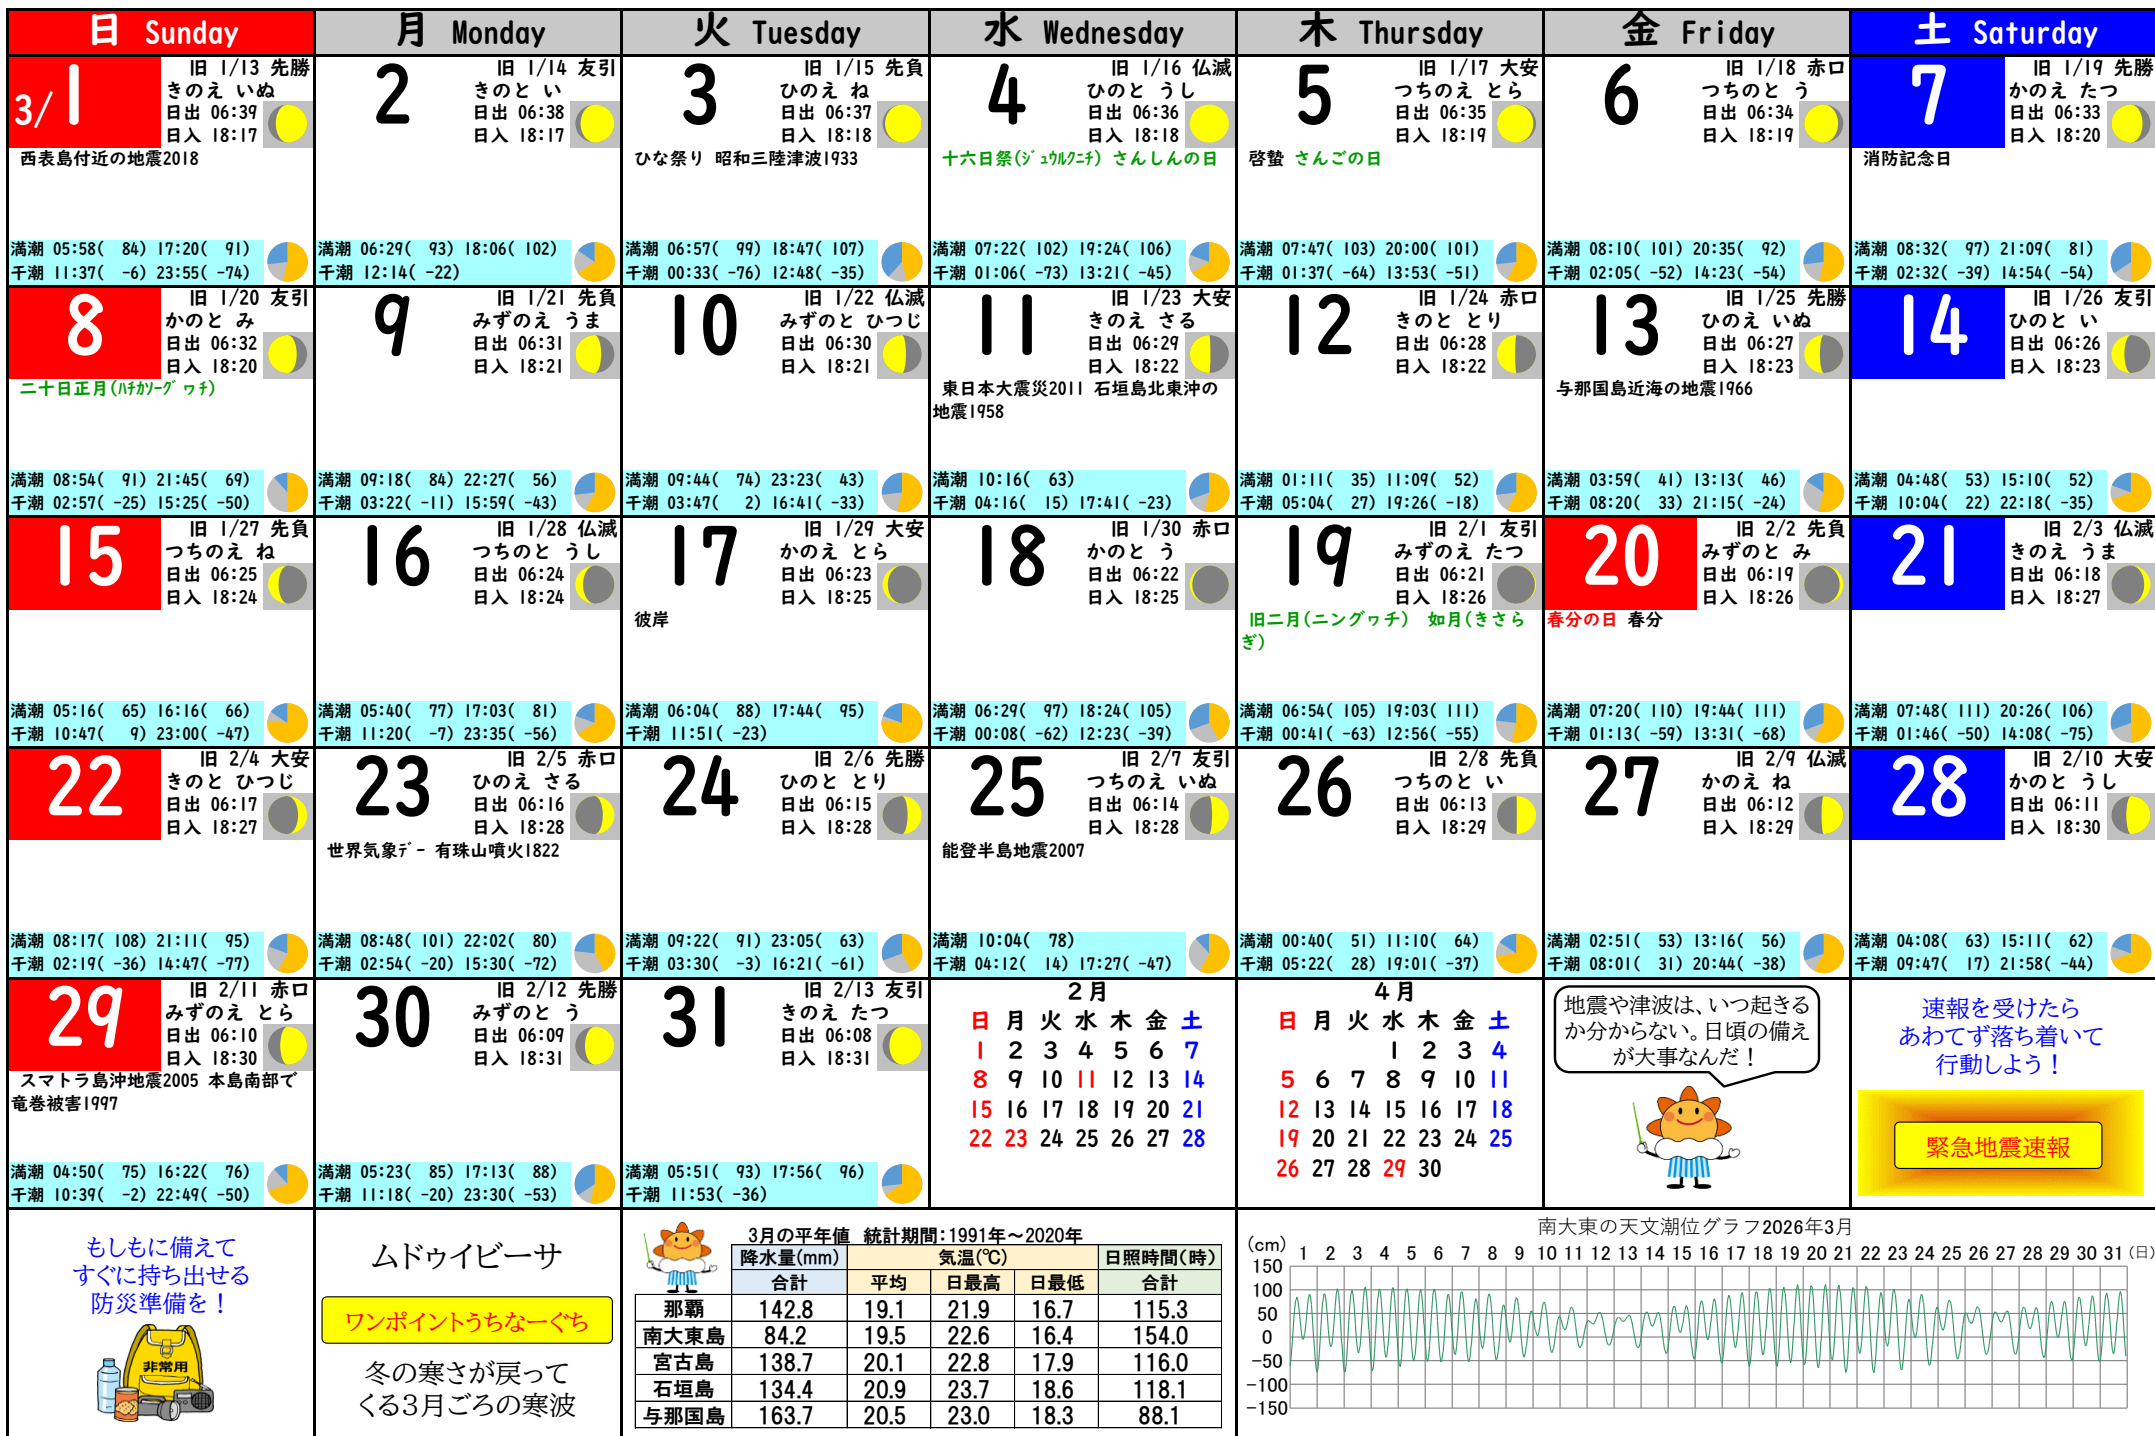 日 Sunday 月 Monday 火 Tuesday 水 Wednesday 木 Thursday 金 Friday 土 Saturday
3/1
旧 1/13 先勝
きのえ いぬ
日出 06:39
日入 18:17
西表島付近の地震2018
満潮 05:58( 84) 17:20( 91)
干潮 11:37( -6) 23:55( -74)
2
旧 1/14 友引
きのと い
日出 06:38
日入 18:17
満潮 06:29( 93) 18:06( 102)
干潮 12:14( -22)
3
旧 1/15 先負
ひのえ ね
日出 06:37
日入 18:18
ひな祭り 昭和三陸津波1933
満潮 06:57( 99) 18:47( 107)
干潮 00:33( -76) 12:48( -35)
4
旧 1/16 仏滅
ひのと うし
日出 06:36
日入 18:18
十六日祭(ジュウルクニチ) さんしんの日
満潮 07:22( 102) 19:24( 106)
干潮 01:06( -73) 13:21( -45)
5
旧 1/17 大安
つちのえ とら
日出 06:35
日入 18:19
啓蟄 さんごの日
満潮 07:47( 103) 20:00( 101)
干潮 01:37( -64) 13:53( -51)
6
旧 1/18 赤口
つちのと う
日出 06:34
日入 18:19
満潮 08:10( 101) 20:35( 92)
干潮 02:05( -52) 14:23( -54)
7
旧 1/19 先勝
かのえ たつ
日出 06:33
日入 18:20
消防記念日
満潮 08:32( 97) 21:09( 81)
干潮 02:32( -39) 14:54( -54)
8
旧 1/20 友引
かのと み
日出 06:32
日入 18:20
二十日正月(ハチカソーグヮチ)
満潮 08:54( 91) 21:45( 69)
干潮 02:57( -25) 15:25( -50)
9
旧 1/21 先負
みずのえ うま
日出 06:31
日入 18:21
満潮 09:18( 84) 22:27( 56)
干潮 03:22( -11) 15:59( -43)
10
旧 1/22 仏滅
みずのと ひつじ
日出 06:30
日入 18:21
満潮 09:44( 74) 23:23( 43)
干潮 03:47( 2) 16:41( -33)
11
旧 1/23 大安
きのえ さる
日出 06:29
日入 18:22
東日本大震災2011 石垣島北東沖の
地震1958
満潮 10:16( 63)
干潮 04:16( 15) 17:41( -23)
12
旧 1/24 赤口
きのと とり
日出 06:28
日入 18:22
満潮 01:11( 35) 11:09( 52)
干潮 05:04( 27) 19:26( -18)
13
旧 1/25 先勝
ひのえ いぬ
日出 06:27
日入 18:23
与那国島近海の地震1966
満潮 03:59( 41) 13:13( 46)
干潮 08:20( 33) 21:15( -24)
14
旧 1/26 友引
ひのと い
日出 06:26
日入 18:23
満潮 04:48( 53) 15:10( 52)
干潮 10:04( 22) 22:18( -35)
15
旧 1/27 先負
つちのえ ね
日出 06:25
日入 18:24
満潮 05:16( 65) 16:16( 66)
干潮 10:47( 9) 23:00( -47)
16
旧 1/28 仏滅
つちのと うし
日出 06:24
日入 18:24
満潮 05:40( 77) 17:03( 81)
干潮 11:20( -7) 23:35( -56)
17
旧 1/29 大安
かのえ とら
日出 06:23
日入 18:25
彼岸
満潮 06:04( 88) 17:44( 95)
干潮 11:51( -23)
18
旧 1/30 赤口
かのと う
日出 06:22
日入 18:25
満潮 06:29( 97) 18:24( 105)
干潮 00:08( -62) 12:23( -39)
19
旧 2/1 友引
みずのえ たつ
日出 06:21
日入 18:26
旧二月(ニングヮチ) 如月(きさら
ぎ)
満潮 06:54( 105) 19:03( 111)
干潮 00:41( -63) 12:56( -55)
20
旧 2/2 先負
みずのと み
日出 06:19
日入 18:26
春分の日 春分
満潮 07:20( 110) 19:44( 111)
干潮 01:13( -59) 13:31( -68)
21
旧 2/3 仏滅
きのえ うま
日出 06:18
日入 18:27
満潮 07:48( 111) 20:26( 106)
干潮 01:46( -50) 14:08( -75)
22
旧 2/4 大安
きのと ひつじ
日出 06:17
日入 18:27
満潮 08:17( 108) 21:11( 95)
干潮 02:19( -36) 14:47( -77)
23
旧 2/5 赤口
ひのえ さる
日出 06:16
日入 18:28
世界気象デー 有珠山噴火1822
満潮 08:48( 101) 22:02( 80)
干潮 02:54( -20) 15:30( -72)
24
旧 2/6 先勝
ひのと とり
日出 06:15
日入 18:28
満潮 09:22( 91) 23:05( 63)
干潮 03:30( -3) 16:21( -61)
25
旧 2/7 友引
つちのえ いぬ
日出 06:14
日入 18:28
能登半島地震2007
満潮 10:04( 78)
干潮 04:12( 14) 17:27( -47)
26
旧 2/8 先負
つちのと い
日出 06:13
日入 18:29
満潮 00:40( 51) 11:10( 64)
干潮 05:22( 28) 19:01( -37)
27
旧 2/9 仏滅
かのえ ね
日出 06:12
日入 18:29
満潮 02:51( 53) 13:16( 56)
干潮 08:01( 31) 20:44( -38)
28
旧 2/10 大安
かのと うし
日出 06:11
日入 18:30
満潮 04:08( 63) 15:11( 62)
干潮 09:47( 17) 21:58( -44)
29
旧 2/11 赤口
みずのえ とら
日出 06:10
日入 18:30
スマトラ島沖地震2005 本島南部で
竜巻被害1997
満潮 04:50( 75) 16:22( 76)
干潮 10:39( -2) 22:49( -50)
30
旧 2/12 先勝
みずのと う
日出 06:09
日入 18:31
満潮 05:23( 85) 17:13( 88)
干潮 11:18( -20) 23:30( -53)
31
旧 2/13 友引
きのえ たつ
日出 06:08
日入 18:31
満潮 05:51( 93) 17:56( 96)
干潮 11:53( -36)
2月
日 月 火 水 木 金 土
1 2 3 4 5 6 7
8 9 10 11 12 13 14
15 16 17 18 19 20 21
22 23 24 25 26 27 28
4月
日 月 火 水 木 金 土
1 2 3 4
5 6 7 8 9 10 11
12 13 14 15 16 17 18
19 20 21 22 23 24 25
26 27 28 29 30
地震や津波は、いつ起きる
か分からない。日頃の備え
が大事なんだ！
速報を受けたら
あわてず落ち着いて
行動しよう！
緊急地震速報
もしもに備えて
すぐに持ち出せる
防災準備を！
非常用
ムドゥイビーサ
ワンポイントうちなーぐち
冬の寒さが戻って
くる3月ごろの寒波
3月の平年値 統計期間：1991年～2020年
降水量(mm) 気温(℃) 日照時間(時)
合計 平均 日最高 日最低 合計
那覇 142.8 19.1 21.9 16.7 115.3
南大東島 84.2 19.5 22.6 16.4 154.0
宮古島 138.7 20.1 22.8 17.9 116.0
石垣島 134.4 20.9 23.7 18.6 118.1
与那国島 163.7 20.5 23.0 18.3 88.1
南大東の天文潮位グラフ2026年3月
(cm) 1 2 3 4 5 6 7 8 9 10 11 12 13 14 15 16 17 18 19 20 21 22 23 24 25 26 27 28 29 30 31 (日)
150
100
50
0
-50
-100
-150